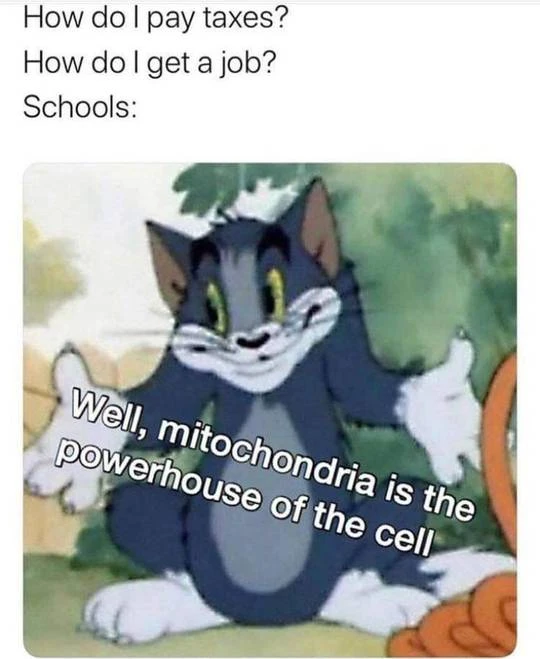 How do I pay taxes?
How do I get a job?
Schools:
Well, mitochondria is the
powerhouse of the cell